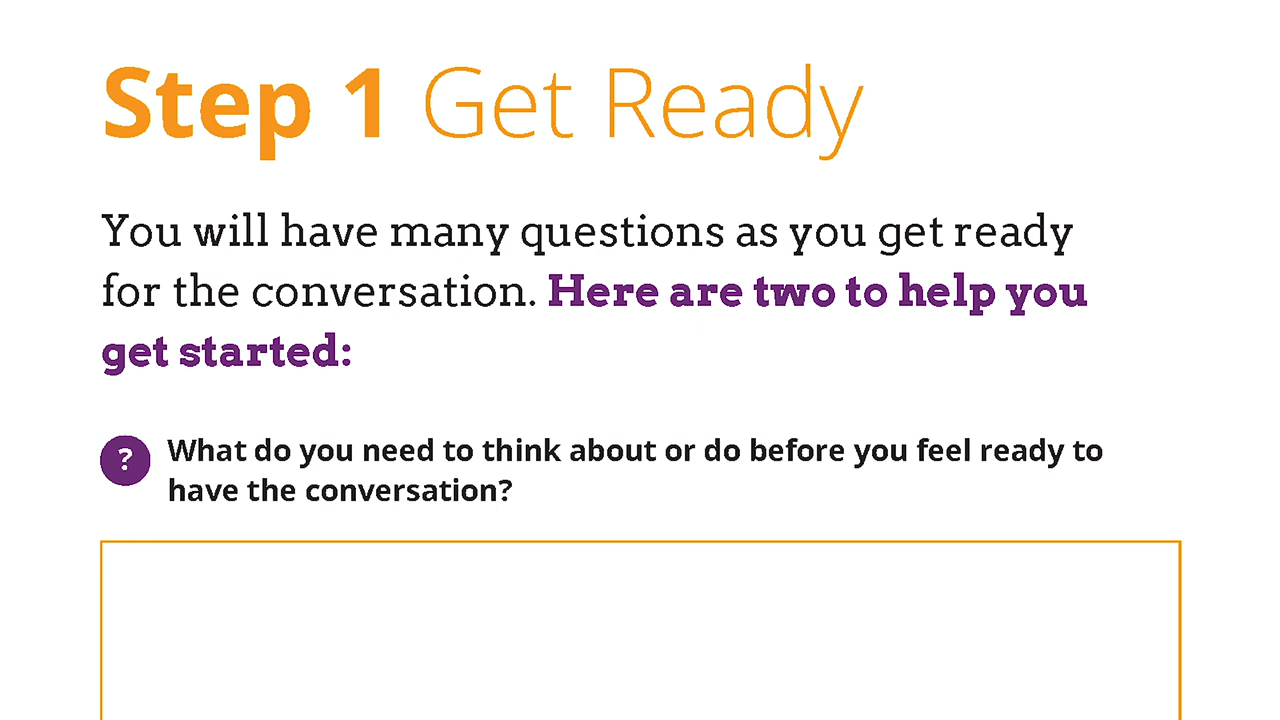 Step 1 Get Ready
You will have many questions as you get ready
for the conversation. Here are two to help you
get started:
? What do you need to think about or do before you feel ready to
have the conversation?